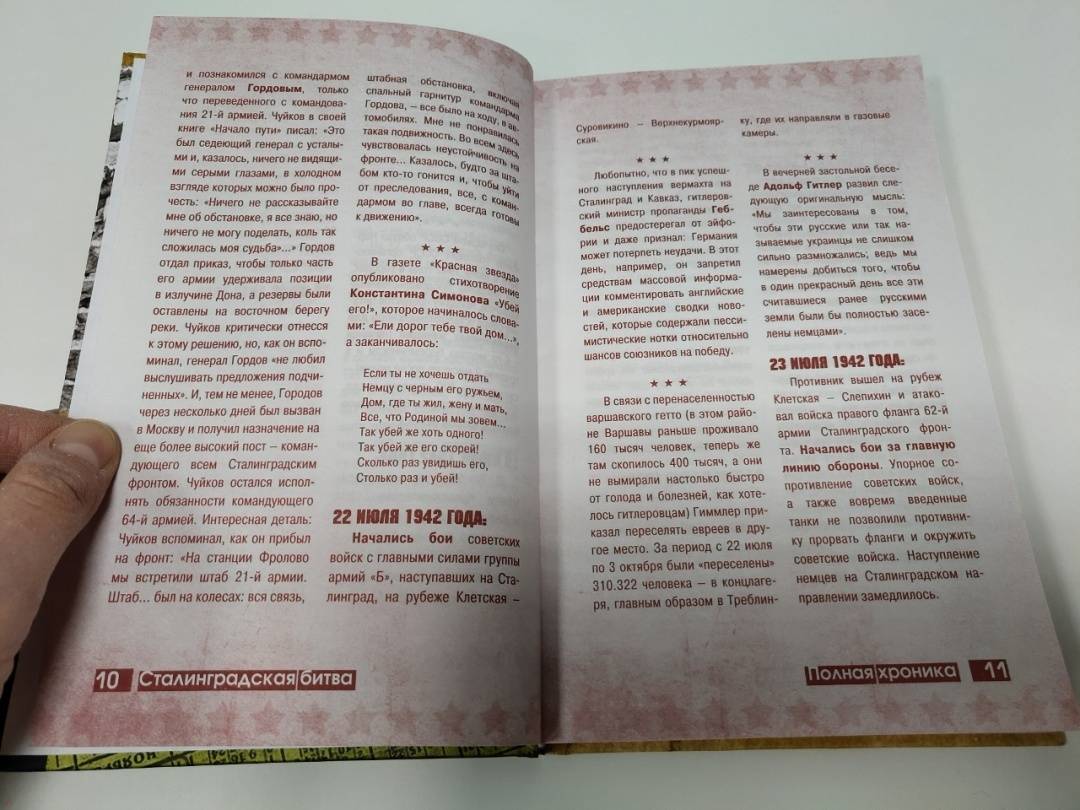 и познакомился с командармом
генералом Гордовым, только
что переведенного с командова-
ния 21-й армией. Чуйков в своей
книге «Начало пути» писал: «Это
был седеющий генерал с усталы-
ми и, казалось, ничего не видящи-
ми серыми глазами, в холодном
взгляде которых можно было про-
честь: «Ничего не рассказывайте
мне об обстановке, я все знаю, но
ничего не могу поделать, коль так
сложилась моя судьба»...» Гордов
отдал приказ, чтобы только часть
его армии удерживала позиции
в излучине Дона, а резервы были
оставлены на восточном берегу
реки. Чуйков критически отнесся
к этому решению, но, как он вспо-
минал, генерал Гордов «не любил
выслушивать предложения подчи-
ненных». И, тем не менее, Городов
через несколько дней был вызван
в Москву и получил назначение на
еще более высокий пост – коман-
дующего всем Сталинградским
фронтом. Чуйков остался испол-
нять обязанности командующего
64-й армией. Интересная деталь:
Чуйков вспоминал, как он прибыл
на фронт: «На станции Фролово
мы встретили штаб 21-й армии.
Штаб... был на колесах: вся связь,
штабная обстановка, включая
спальный гарнитур командарма
Гордова, – все было на ходу, в ав-
томобилях. Мне не понравилась
такая подвижность. Во всем здесь
чувствовалась неустойчивость на
фронте... Казалось, будто за шта-
бом кто-то гонится и, чтобы уйти
от преследования, все, с коман-
дармом во главе, всегда готовы
к движению».
★ ★ ★
В газете «Красная звезда»
опубликовано стихотворение
Константина Симонова «Убей
его!», которое начиналось слова-
ми: «Ели дорог тебе твой дом...»,
а заканчивалось:
Если ты не хочешь отдать
Немцу с черным его ружьем,
Дом, где ты жил, жену и мать,
Все, что Родиной мы зовем...
Так убей же хоть одного!
Так убей же его скорей!
Сколько раз увидишь его,
Столько раз и убей!
22 ИЮЛЯ 1942 ГОДА:
Начались бои советских
войск с главными силами группы
армий «Б», наступавших на Ста-
линград, на рубеже Клетская –
10 Сталинградская битва
Суровикино – Верхнекурмояр-
ская.
★ ★ ★
Любопытно, что в пик успеш-
ного наступления вермахта на
Сталинград и Кавказ, гитлеров-
ский министр пропаганды Геб-
бельс предостерегал от эйфо-
рии и даже признал: Германия
может потерпеть неудачи. В этот
день, например, он запретил
средствам массовой информа-
ции комментировать английские
и американские сводки ново-
стей, которые содержали песси-
мистические нотки относительно
шансов союзников на победу.
★ ★ ★
В связи с перенаселенностью
варшавского гетто (в этом райо-
не Варшавы раньше проживало
160 тысяч человек, теперь же
там скопилось 400 тысяч, а они
не вымирали настолько быстро
от голода и болезней, как хоте-
лось гитлеровцам) Гиммлер при-
казал переселять евреев в дру-
гое место. За период с 22 июля
по 3 октября были «переселены»
310.322 человека – в концлаге-
ря, главным образом в Треблин-
ку, где их направляли в газовые
камеры.
★ ★ ★
В вечерней застольной бесе-
де Адольф Гитлер развил сле-
дующую оригинальную мысль:
«Мы заинтересованы в том,
чтобы эти русские или так на-
зываемые украинцы не слишком
сильно размножались; ведь мы
намерены добиться того, чтобы
в один прекрасный день все эти
считавшиеся ранее русскими
земли были бы полностью засе-
лены немцами».
23 ИЮЛЯ 1942 ГОДА:
Противник вышел на рубеж
Клетская – Слепихин и атако-
вал войска правого фланга 62-й
армии Сталинградского фрон-
та. Начались бои за главную
линию обороны. Упорное со-
противление советских войск,
а также вовремя введенные
танки не позволили противни-
ку прорвать фланги и окружить
советские войска. Наступление
немцев на Сталинградском на-
правлении замедлилось.
Полная хроника 11